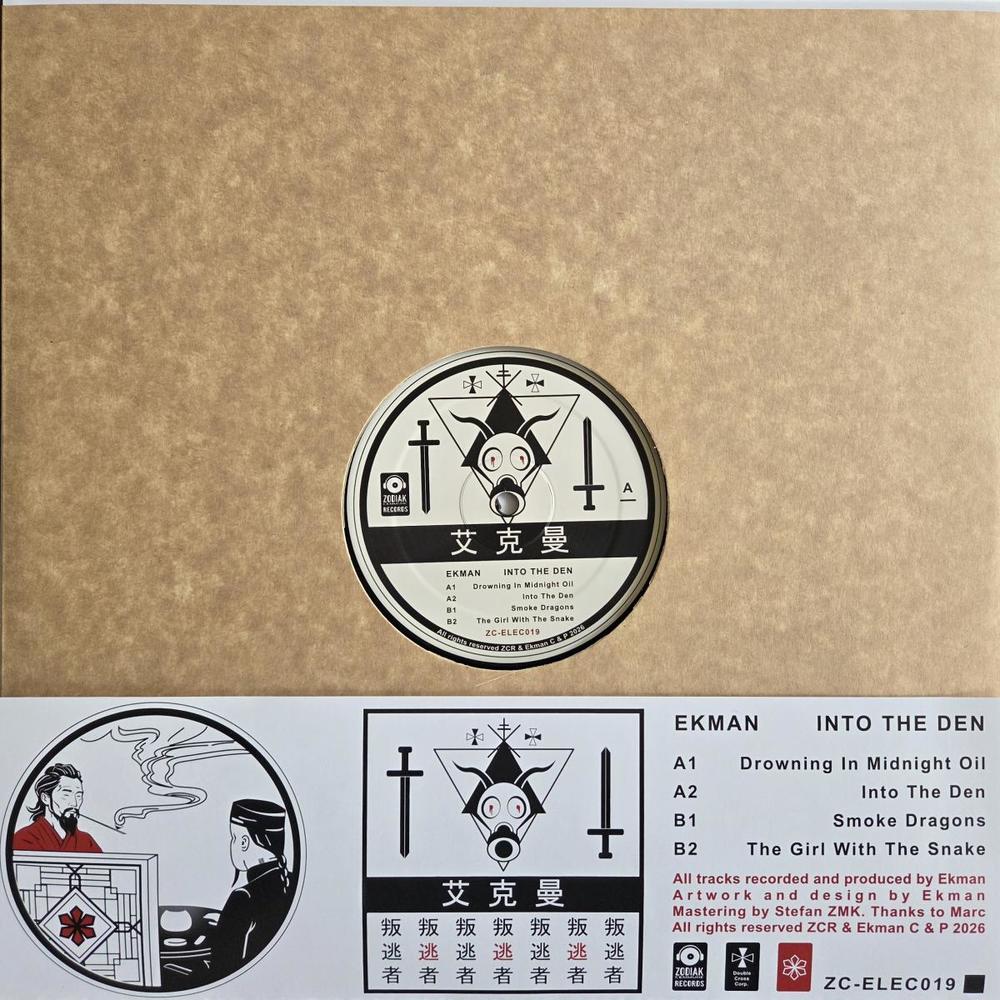 ZODIAK
RECORDS
A
艾克曼
EKMAN INTO THE DEN
A1 Drowning In Midnight Oil
A2 Into The Den
B1 Smoke Dragons
B2 The Girl With The Snake
ZC-ELEC019
All rights reserved ZCR & Ekman C & P 2026
艾克曼
叛叛叛叛叛叛叛
逃逃逃逃逃逃逃
者者者者者者者
EKMAN INTO THE DEN
A1 Drowning In Midnight Oil
A2 Into The Den
B1 Smoke Dragons
B2 The Girl With The Snake
All tracks recorded and produced by Ekman
Artwork and design by Ekman
Mastering by Stefan ZMK. Thanks to Marc
All rights reserved ZCR & Ekman C & P 2026
ZODIAK
RECORDS
Double
Cross
Corp.
ZC-ELEC019